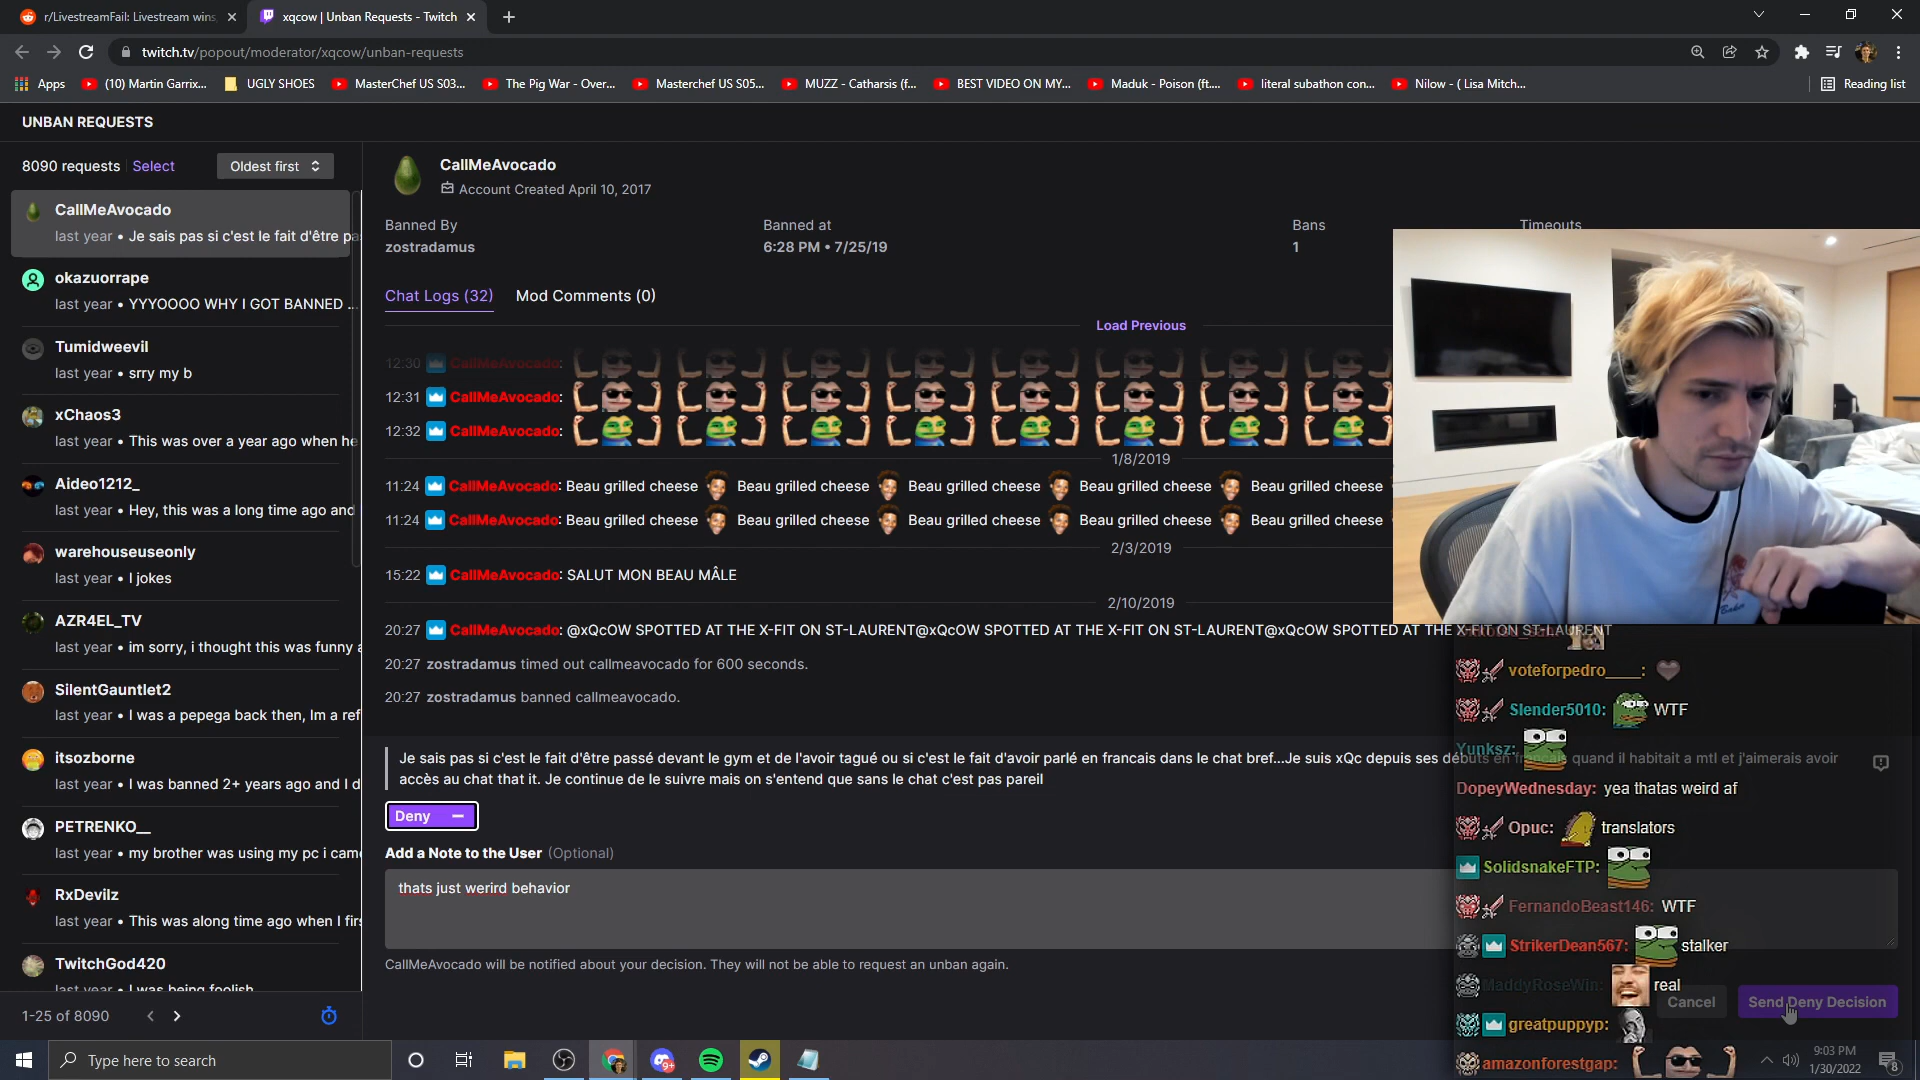 r/LivestreamFail: Livestream wins,
xqcow | Unban Requests - Twitch
twitch.tv/popout/moderator/xqcow/unban-requests
Apps
(10) Martin Garrix...
UGLY SHOES
MasterChef US S03...
The Pig War - Over...
Masterchef US S05...
MUZZ - Catharsis (f...
BEST VIDEO ON MY...
Maduk - Poison (ft....
literal subathon con...
Nilow - ( Lisa Mitch...
Reading list
UNBAN REQUESTS
8090 requests
Select
Oldest first
CallMeAvocado
last year • Je sais pas si c'est le fait d'être pa
okazuorrape
last year • YYYOOOO WHY I GOT BANNED ...
Tumidweevil
last year • srry my b
xChaos3
last year • This was over a year ago when he
Aideo1212_
last year • Hey, this was a long time ago and
warehouseuseonly
last year • I jokes
AZR4EL_TV
last year • im sorry, i thought this was funny a
SilentGauntlet2
last year • I was a pepega back then, Im a ref
itsozborne
last year • I was banned 2+ years ago and I d
PETRENKO__
last year • my brother was using my pc i came
RxDevilz
last year • This was along time ago when I firs
TwitchGod420
last year • I was being foolish
1-25 of 8090
CallMeAvocado
Account Created April 10, 2017
Banned By
zostradamus
Banned at
6:28 PM • 7/25/19
Bans
1
Timeouts
Chat Logs (32)
Mod Comments (0)
Load Previous
12:30 CallMeAvocado:
12:31 CallMeAvocado:
12:32 CallMeAvocado:
1/8/2019
11:24 CallMeAvocado: Beau grilled cheese Beau grilled cheese Beau grilled cheese Beau grilled cheese Beau grilled cheese
11:24 CallMeAvocado: Beau grilled cheese Beau grilled cheese Beau grilled cheese Beau grilled cheese Beau grilled cheese
2/3/2019
15:22 CallMeAvocado: SALUT MON BEAU MÂLE
2/10/2019
20:27 CallMeAvocado: @xQcOW SPOTTED AT THE X-FIT ON ST-LAURENT@xQcOW SPOTTED AT THE X-FIT ON ST-LAURENT@xQcOW SPOTTED AT THE X-FIT ON ST-LAURENT
20:27 zostradamus timed out callmeavocado for 600 seconds.
20:27 zostradamus banned callmeavocado.
Je sais pas si c'est le fait d'être passé devant le gym et de l'avoir tagué ou si c'est le fait d'avoir parlé en francais dans le chat bref...Je suis xQc depuis ses débuts en français quand il habitait a mtl et j'aimerais avoir
accès au chat that it. Je continue de le suivre mais on s'entend que sans le chat c'est pas pareil
Deny
Add a Note to the User (Optional)
thats just werird behavior
CallMeAvocado will be notified about your decision. They will not be able to request an unban again.
Cancel
Send Deny Decision
voteforpedro____:
Slender5010: WTF
Yunksz:
DopeyWednesday: yea thatas weird af
Opuc: translators
SolidsnakeFTP:
FernandoBeast146: WTF
StrikerDean567: stalker
MaddyRoseWin: real
greatpuppyp:
amazonforestgap:
Type here to search
9+
9:03 PM
1/30/2022
8